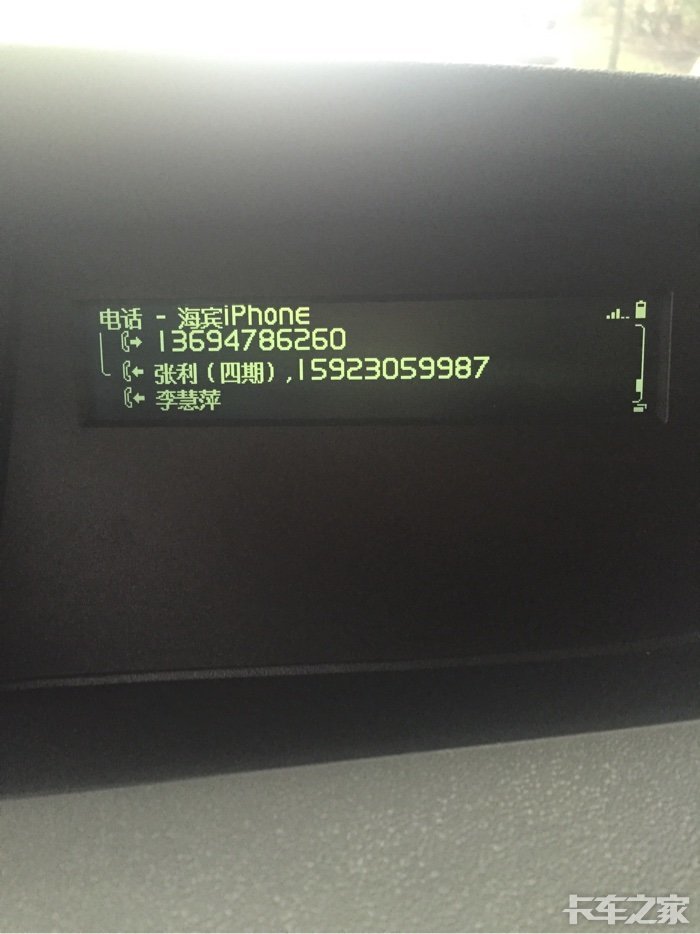 电话 - 海宾iPhone
13694786260
张利（四期）,15923059987
李慧萍
卡车之家